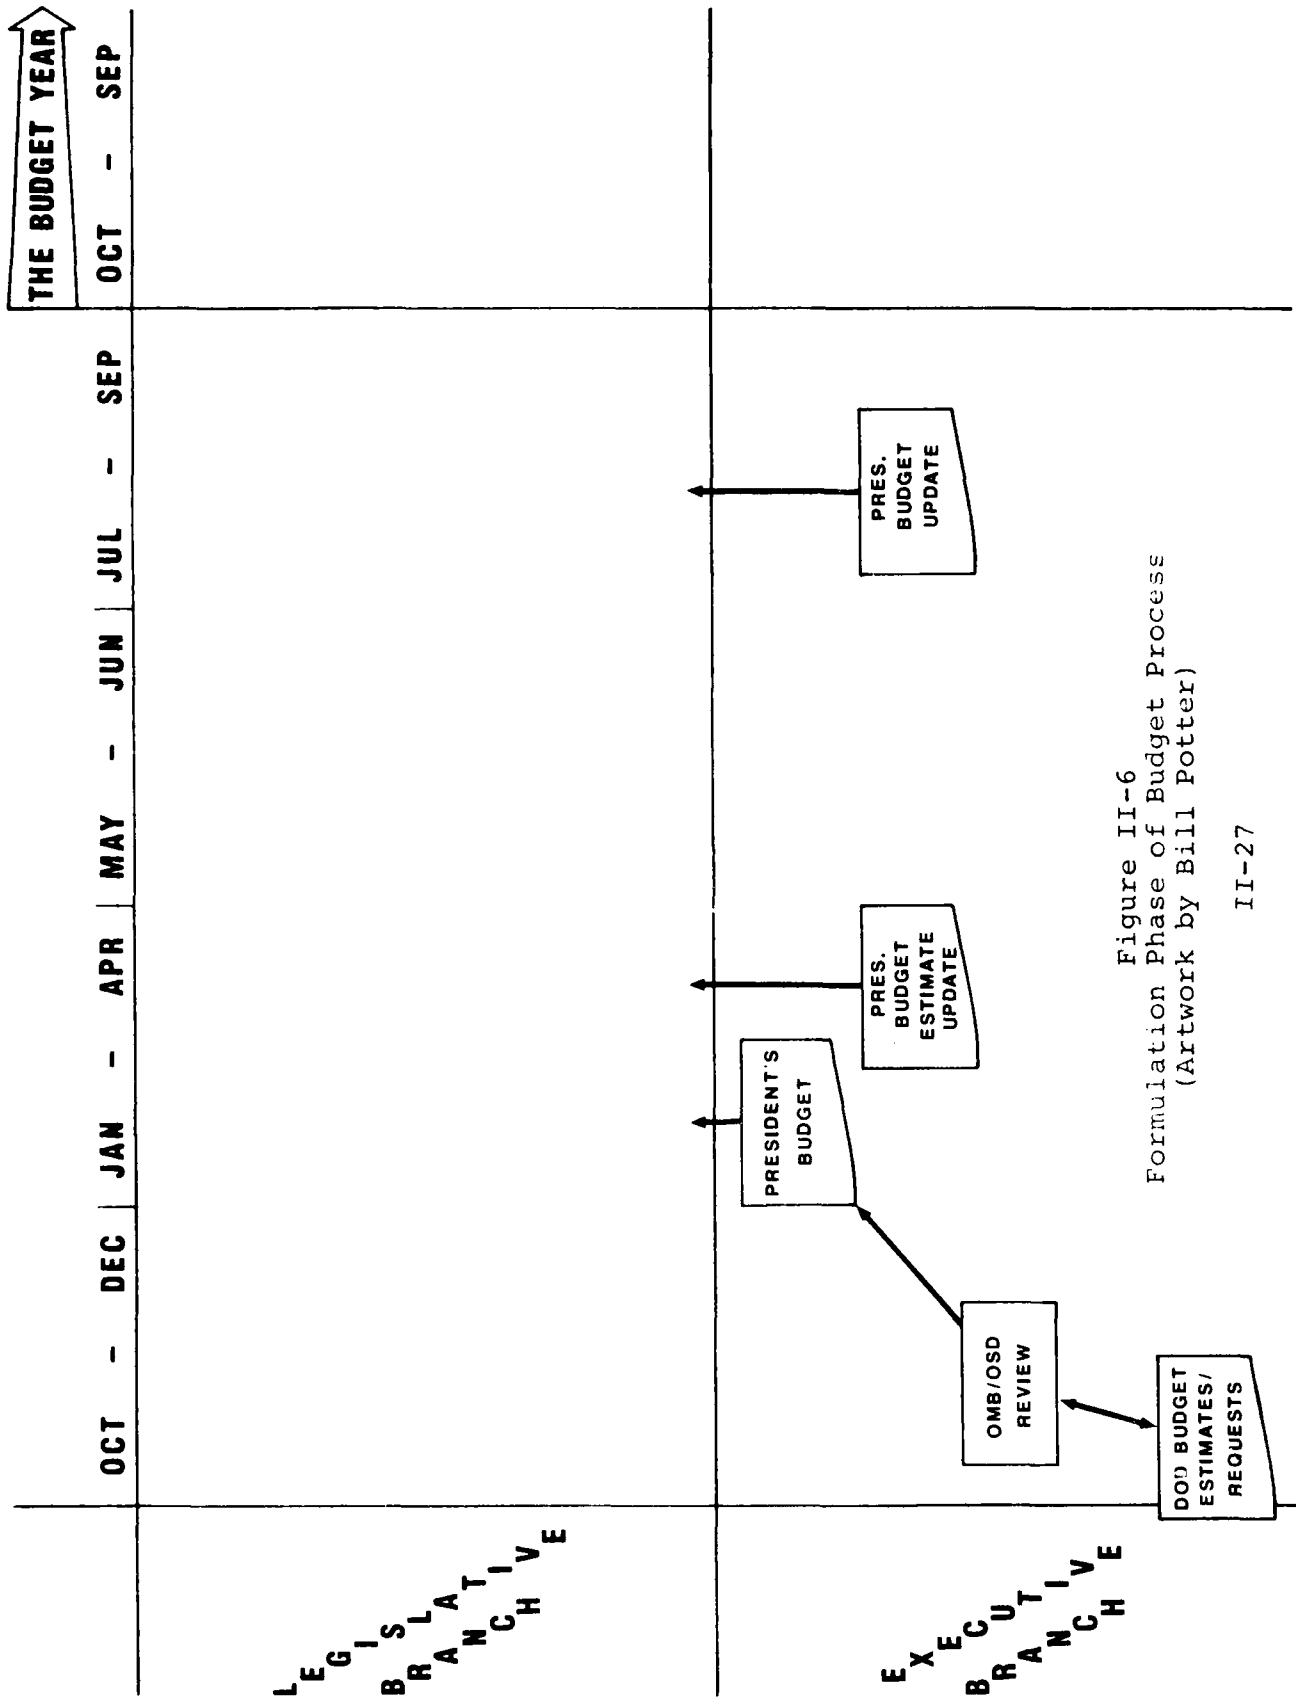 THE BUDGET YEAR
OCT - DEC JAN - APR MAY - JUN JUL - SEP OCT - SEP
LEGISLATIVE
BRANCH
EXECUTIVE
BRANCH
DOD BUDGET
ESTIMATES/
REQUESTS
OMB/OSD
REVIEW
PRESIDENT'S
BUDGET
PRES.
BUDGET
ESTIMATE
UPDATE
PRES.
BUDGET
UPDATE
Figure II-6
Formulation Phase of Budget Process
(Artwork by Bill Potter)
II-27